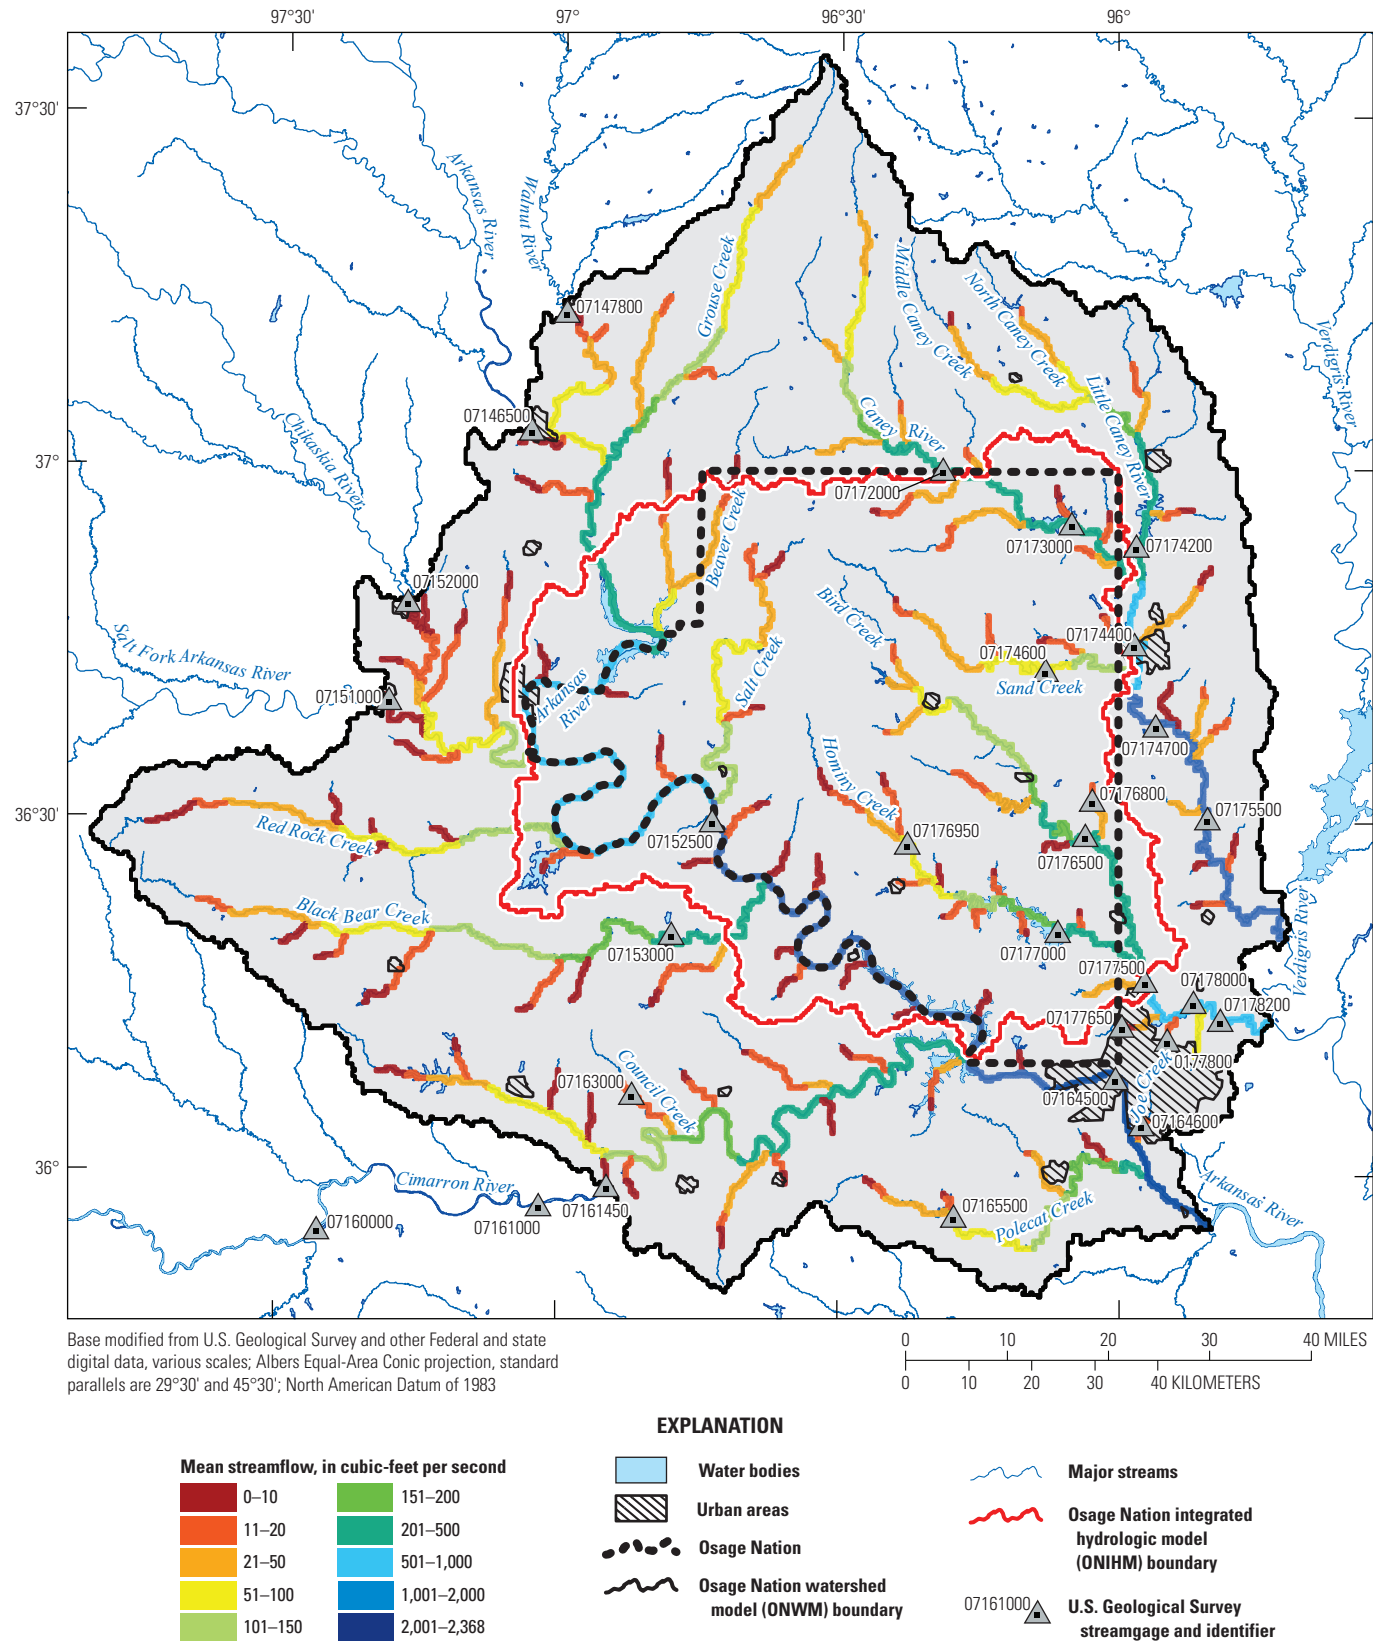 97°30'
97°
96°30'
96°
37°30'
37°
36°30'
36°
Arkansas River
Walnut River
Grouse Creek
Middle Caney Creek
North Caney Creek
Verdigris River
07147800
Little Caney River
07146500
Caney River
Chikaskia River
07172000
Beaver Creek
07173000
07174200
07152000
Bird Creek
Salt Fork Arkansas River
07174400
07174600
Sand Creek
Salt Creek
07151000
Arkansas
River
07174700
Hominy Creek
07176800
07175500
Red Rock Creek
07152500
07176950
07176500
Black Bear Creek
07153000
07177000
Verdigris River
07177500
07178000
07178200
07177650
0177800
Joe Creek
Council Creek
07163000
07164500
07164600
Cimarron River
07161450
07161000
07160000
07165500
Polecat Creek
Arkansas River
Base modified from U.S. Geological Survey and other Federal and state
digital data, various scales; Albers Equal-Area Conic projection, standard
parallels are 29°30' and 45°30'; North American Datum of 1983
0 10 20 30 40 MILES
0 10 20 30 40 KILOMETERS
EXPLANATION
Mean streamflow, in cubic-feet per second
0–10
11–20
21–50
51–100
101–150
151–200
201–500
501–1,000
1,001–2,000
2,001–2,368
Water bodies
Urban areas
Osage Nation
Osage Nation watershed
model (ONWM) boundary
Major streams
Osage Nation integrated
hydrologic model
(ONIHM) boundary
07161000
U.S. Geological Survey
streamgage and identifier